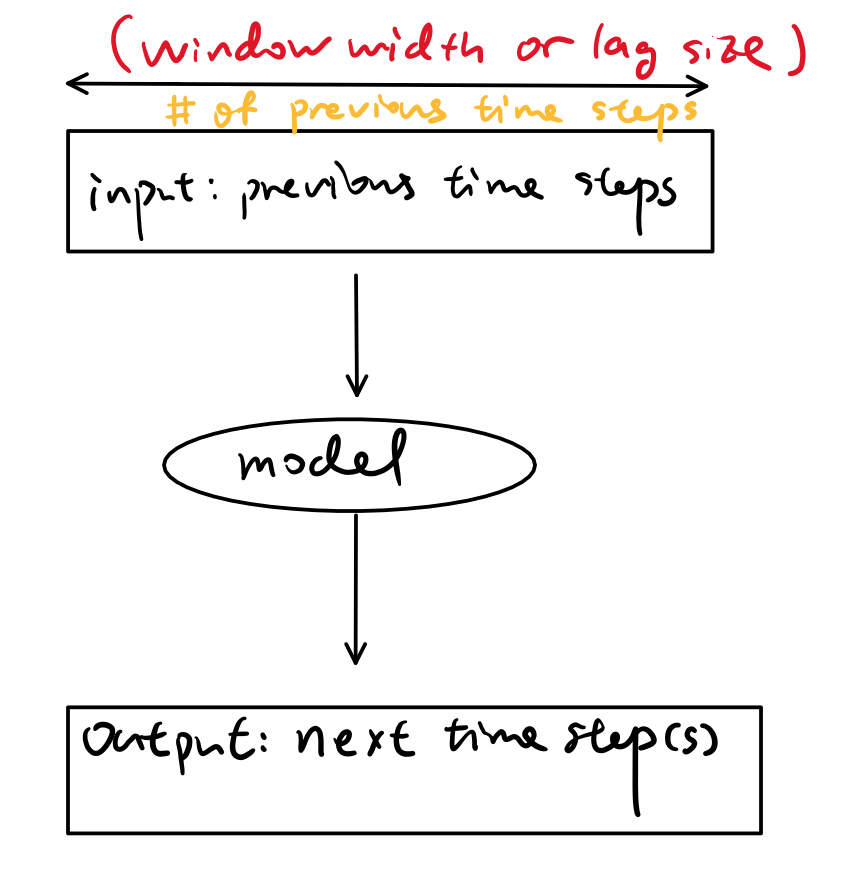 (window width or lag size)
# of previous time steps
input: previous time steps
model
output: next time step(s)